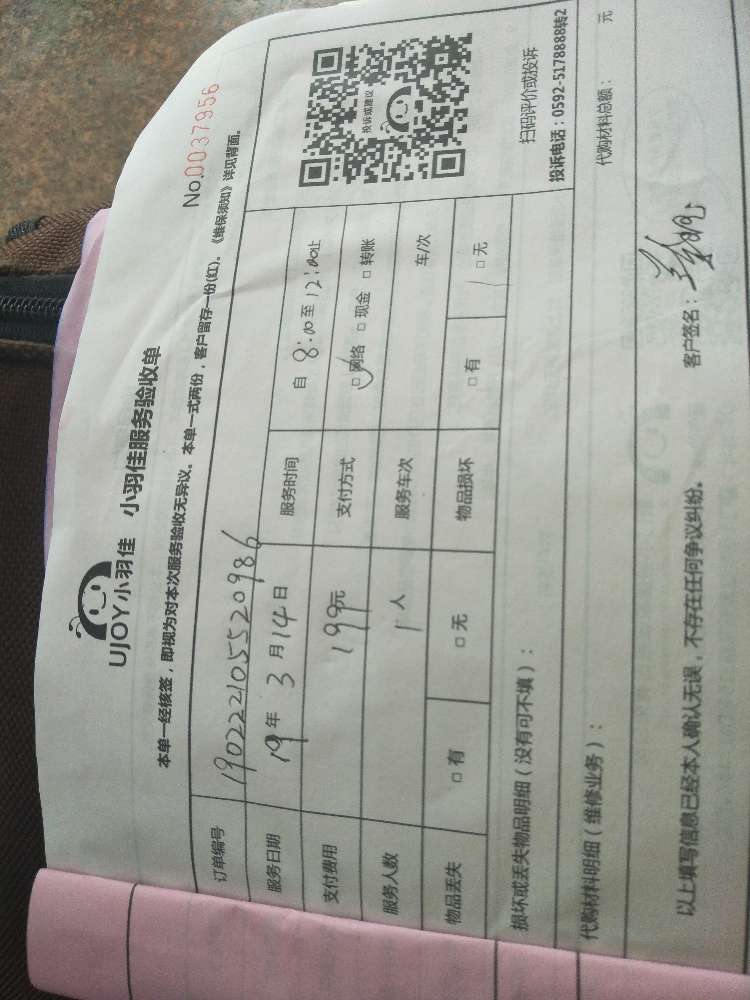 No.0037956
UJOY小羽佳 小羽佳服务验收单
本单一经核签，即视为对本次服务验收无异议。本单一式两份，客户留存一份(红)。《维保须知》详见背面。
订单编号 190222105520986
服务日期 19年 3月14日 服务时间 自 8:00至12:00止
支付费用 199元 支付方式 □网络 □现金 □转账
服务人数 1人 服务车次 车/次
物品丢失 □有 □无 物品损坏 □有 □无
投诉或建议
扫码评价或投诉
投诉电话：0592-5178888转2
损坏或丢失物品明细（没有可不填）：
代购材料明细（维修业务）： 代购材料总额： 元
以上填写信息已经本人确认无误，不存在任何争议纠纷。 客户签名：